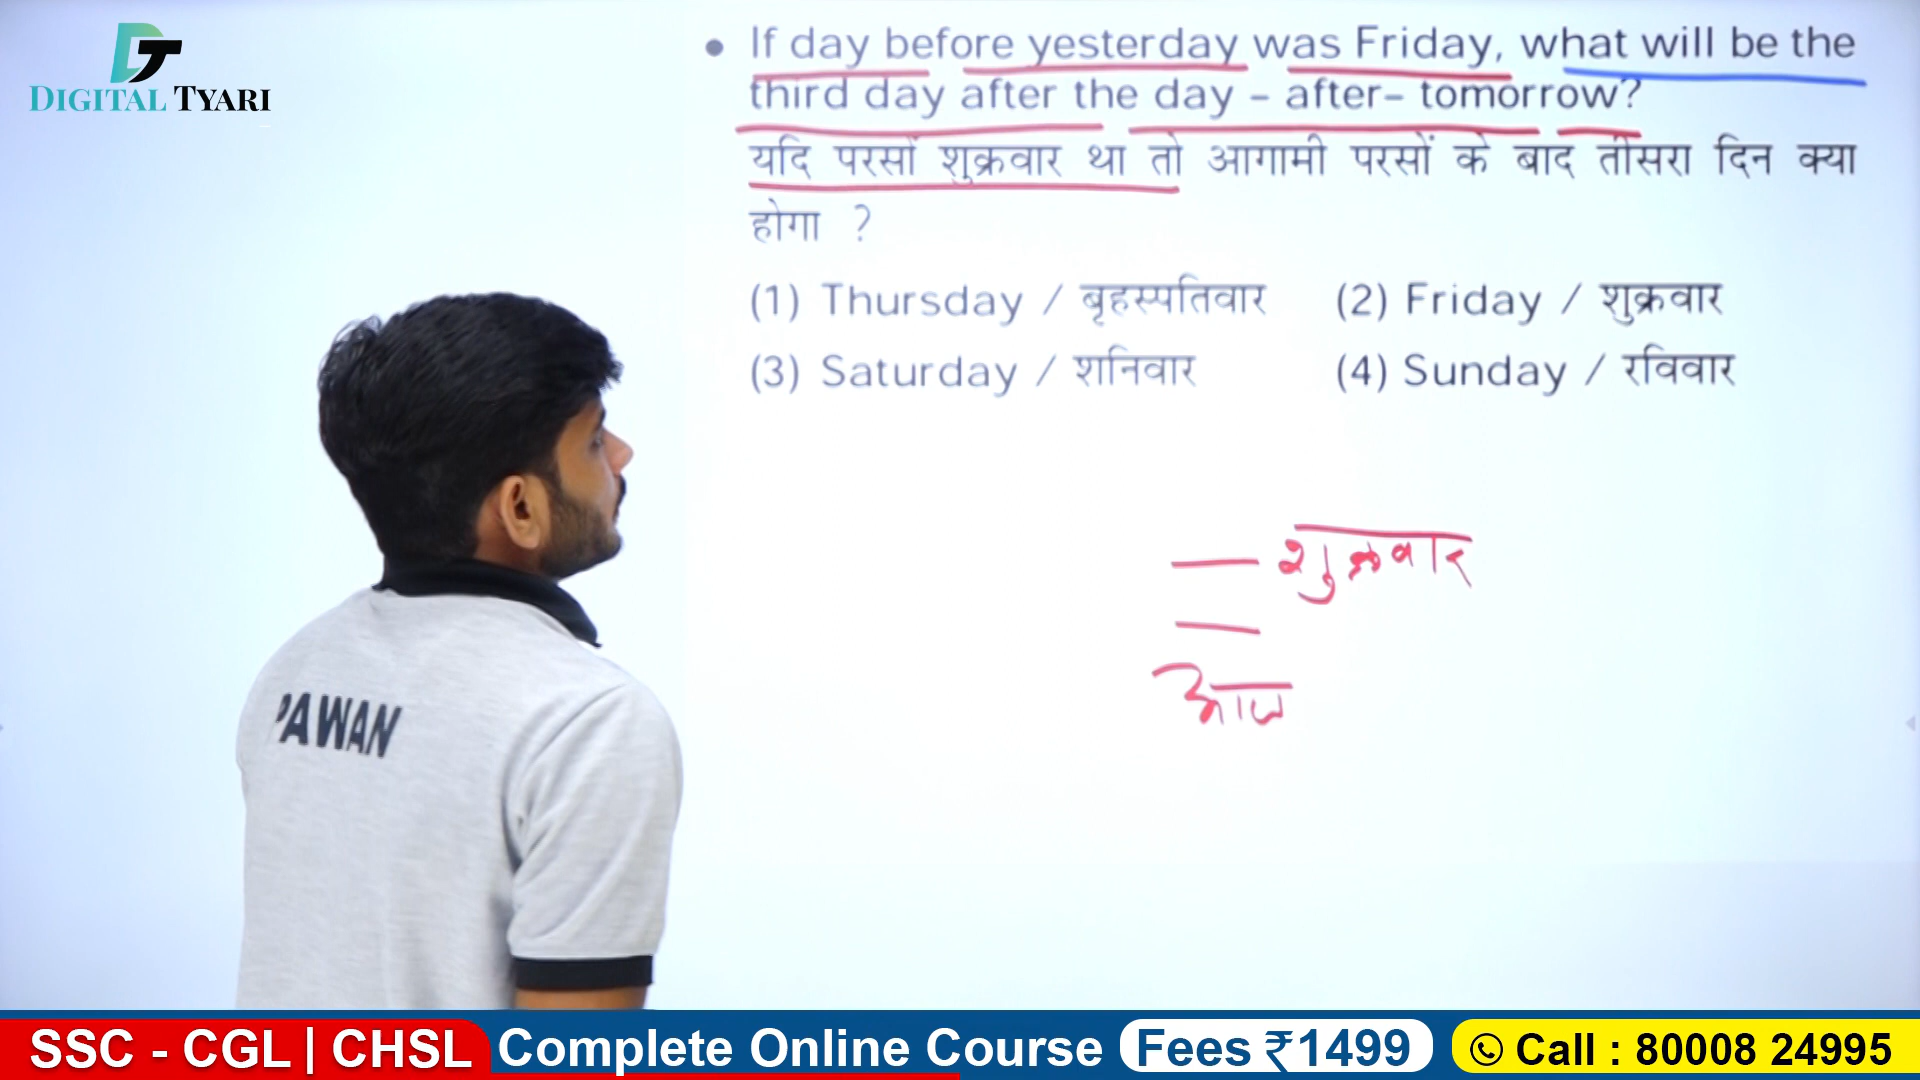 DIGITAL TYARI
• If day before yesterday was Friday, what will be the
third day after the day – after– tomorrow?
यदि परसों शुक्रवार था तो आगामी परसों के बाद तीसरा दिन क्या
होगा ?
(1) Thursday / बृहस्पतिवार (2) Friday / शुक्रवार
(3) Saturday / शनिवार (4) Sunday / रविवार
शुक्रवार
आज
PAWAN
SSC - CGL | CHSL Complete Online Course Fees ₹1499 Call : 80008 24995